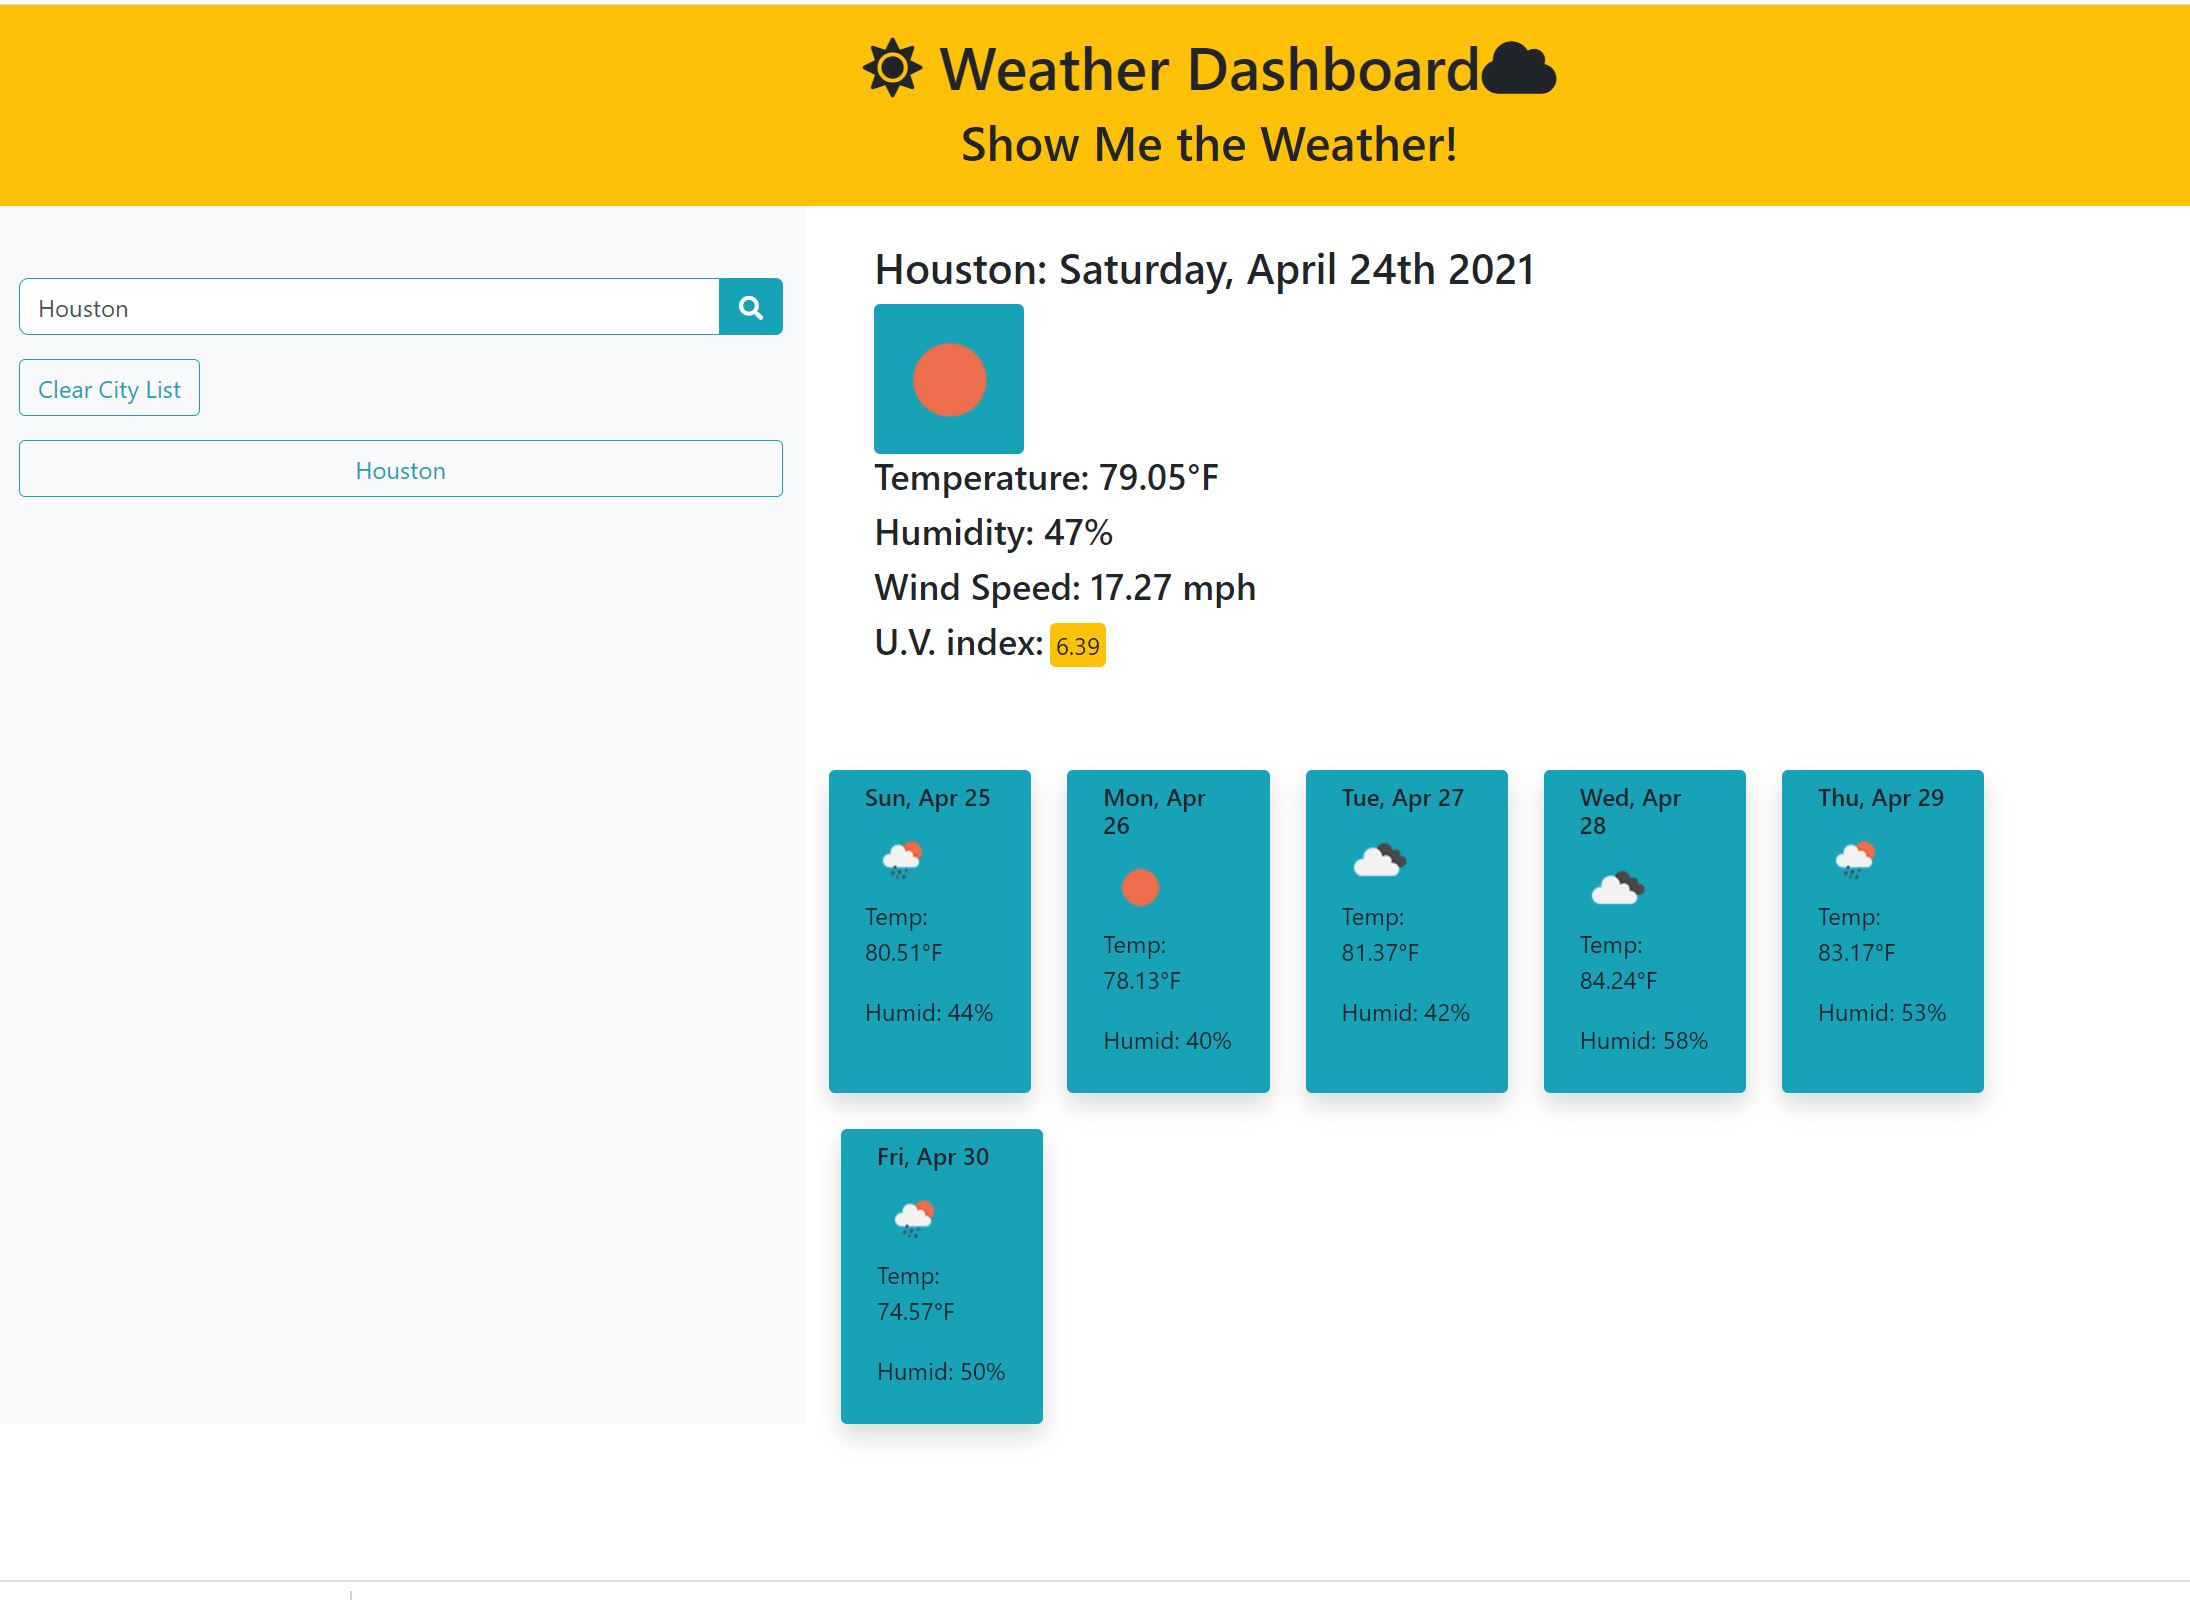 Weather Dashboard
Show Me the Weather!
Houston
Clear City List
Houston
Houston: Saturday, April 24th 2021
Temperature: 79.05°F
Humidity: 47%
Wind Speed: 17.27 mph
U.V. index: 6.39
Sun, Apr 25
Temp:
80.51°F
Humid: 44%
Mon, Apr
26
Temp:
78.13°F
Humid: 40%
Tue, Apr 27
Temp:
81.37°F
Humid: 42%
Wed, Apr
28
Temp:
84.24°F
Humid: 58%
Thu, Apr 29
Temp:
83.17°F
Humid: 53%
Fri, Apr 30
Temp:
74.57°F
Humid: 50%